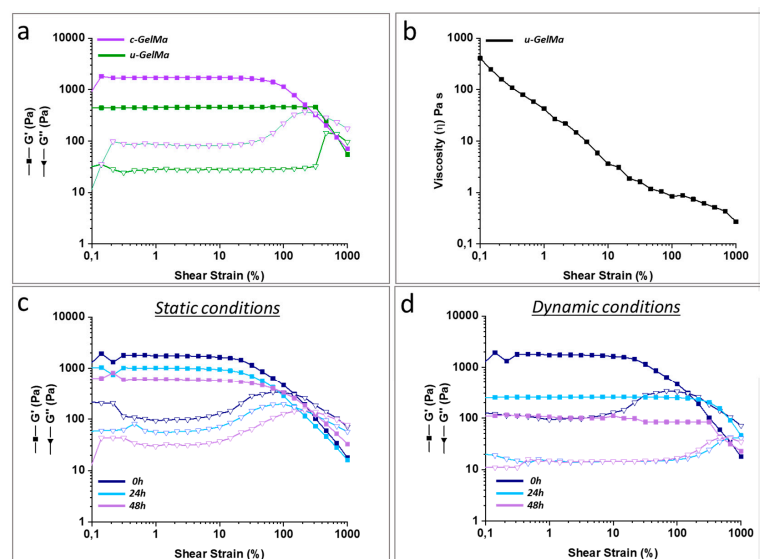 a
c-GelMa
u-GelMa
10000
1000
100
10
1
G' (Pa)
G'' (Pa)
0,1
1
10
100
1000
Shear Strain (%)
b
u-GelMa
1000
100
10
1
0,1
Viscosity (η) Pa s
0,1
1
10
100
1000
Shear Strain (%)
c
Static conditions
10000
1000
100
10
1
G' (Pa)
G'' (Pa)
0h
24h
48h
0,1
1
10
100
1000
Shear Strain (%)
d
Dynamic conditions
10000
1000
100
10
1
G' (Pa)
G'' (Pa)
0h
24h
48h
0,1
1
10
100
1000
Shear Strain (%)